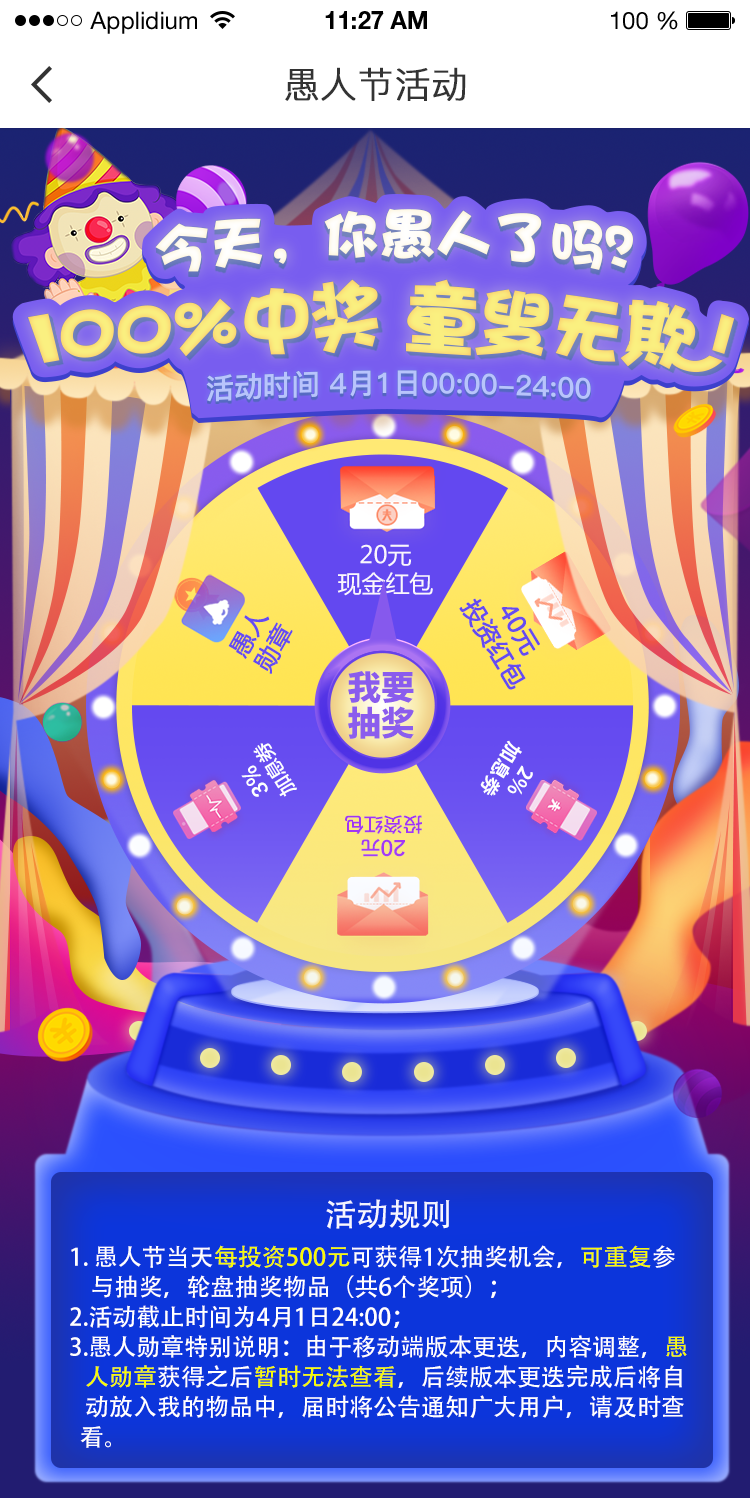 Applidium 11:27 AM 100 %
愚人节活动
今天，你愚人了吗?
100%中奖 童叟无欺!
活动时间 4月1日00:00-24:00
20元
现金红包
40元
投资红包
愚人
勋章
我要
抽奖
3%
加息券
2%
加息券
20元
投资红包
活动规则
1. 愚人节当天每投资500元可获得1次抽奖机会，可重复参
与抽奖，轮盘抽奖物品（共6个奖项）；
2.活动截止时间为4月1日24:00；
3.愚人勋章特别说明：由于移动端版本更迭，内容调整，愚
人勋章获得之后暂时无法查看，后续版本更迭完成后将自
动放入我的物品中，届时将公告通知广大用户，请及时查
看。